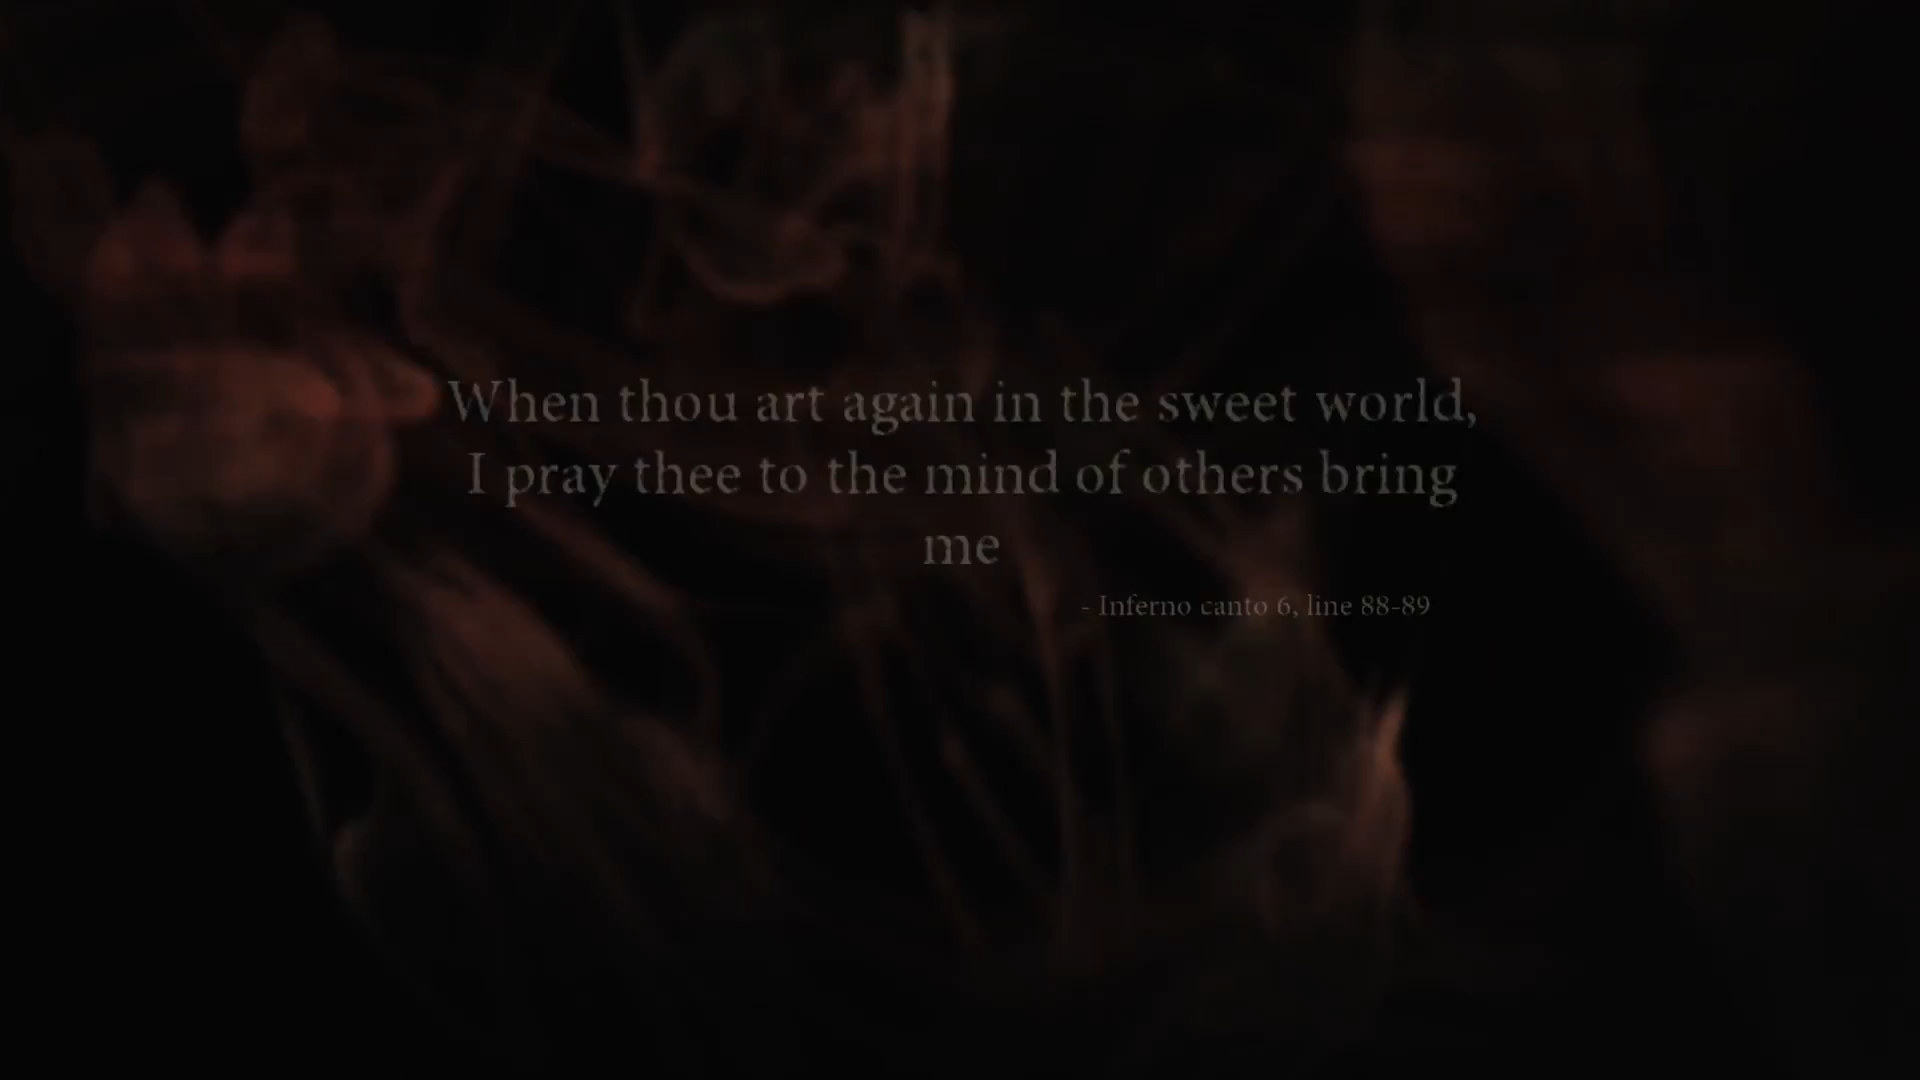 When thou art again in the sweet world,
I pray thee to the mind of others bring
me
- Inferno canto 6, line 88-89